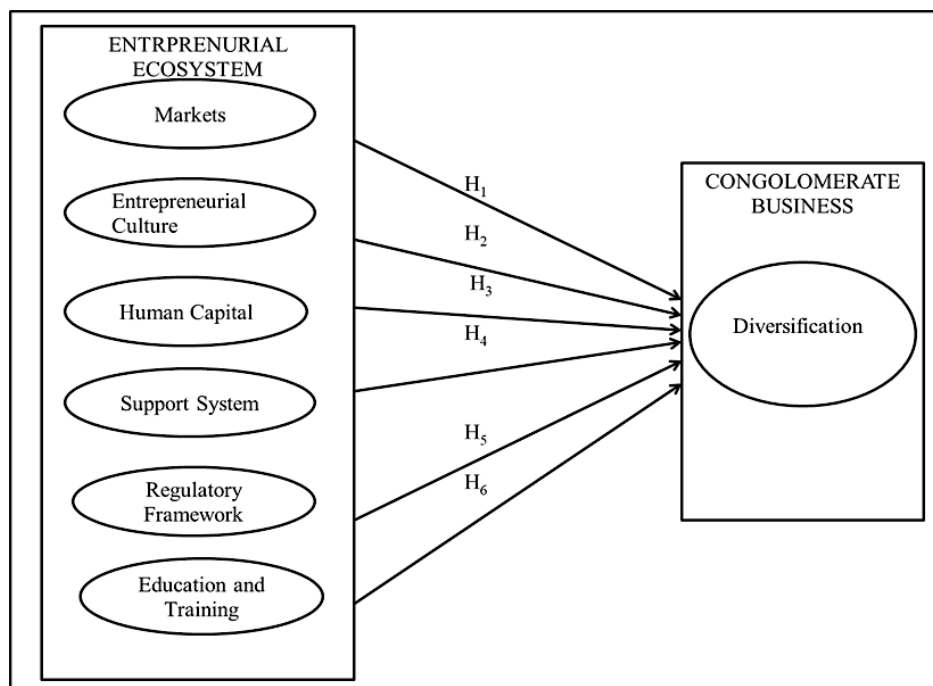 ENTRPRENURIAL
ECOSYSTEM
Markets
Entrepreneurial
Culture
Human Capital
Support System
Regulatory
Framework
Education and
Training
H₁
H₂
H₃
H₄
H₅
H₆
CONGOLOMERATE
BUSINESS
Diversification